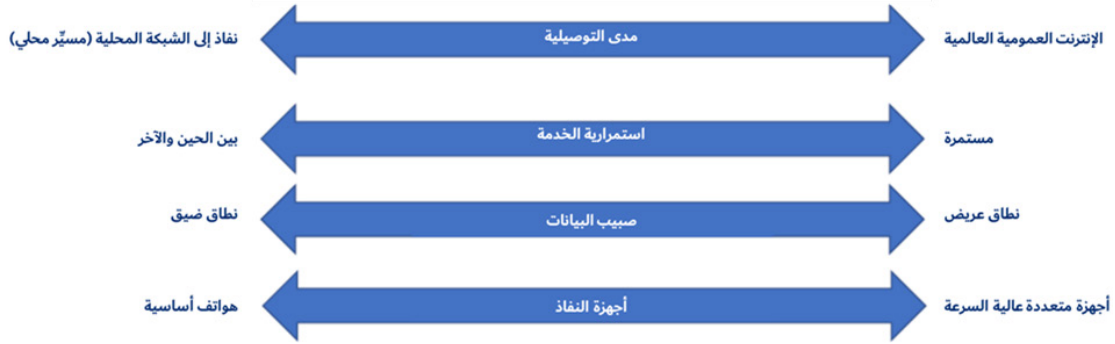 الإنترنت العمومية العالمية
مدى التوصيلية
نفاذ إلى الشبكة المحلية (مسيِّر محلي)
مستمرة
استمرارية الخدمة
بين الحين والآخر
نطاق عريض
صبيب البيانات
نطاق ضيق
أجهزة متعددة عالية السرعة
أجهزة النفاذ
هواتف أساسية